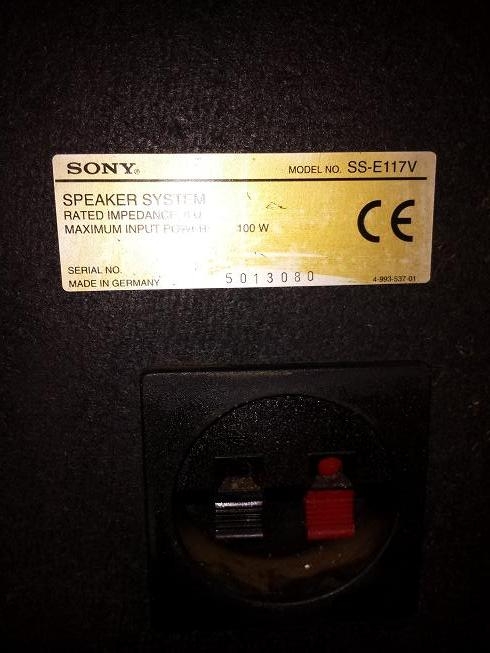 SONY®
MODEL NO. SS-E117V
SPEAKER SYSTEM
RATED IMPEDANCE Ω
MAXIMUM INPUT POWER 100 W
CE
SERIAL NO. 5013080
MADE IN GERMANY
4-993-537-01